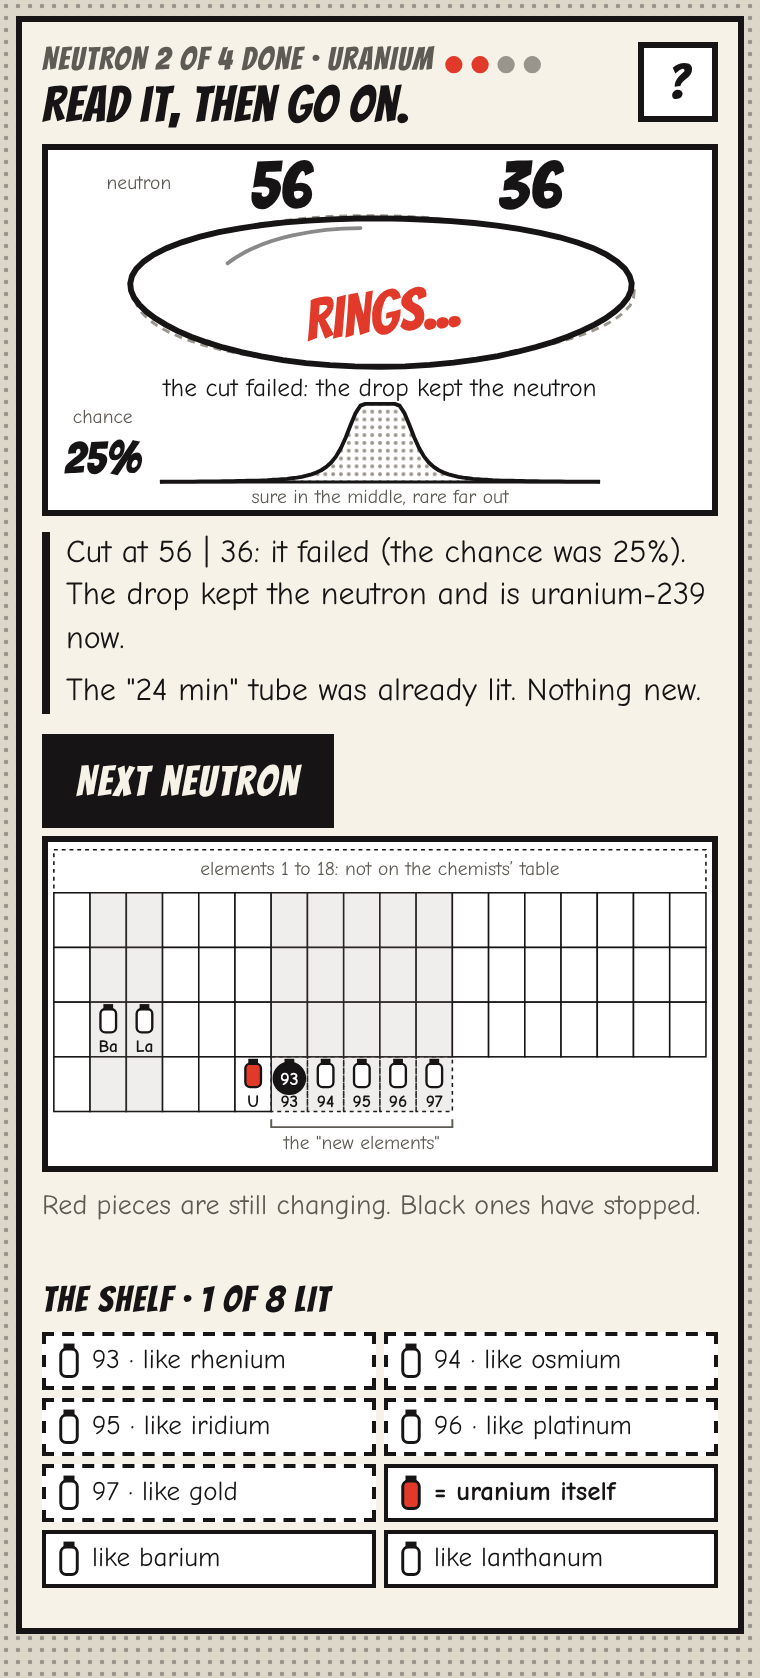 NEUTRON 2 OF 4 DONE · URANIUM
READ IT, THEN GO ON.
?
neutron
56
36
RINGS...
the cut failed: the drop kept the neutron
chance
25%
sure in the middle, rare far out
Cut at 56 | 36: it failed (the chance was 25%).
The drop kept the neutron and is uranium-239
now.
The "24 min" tube was already lit. Nothing new.
NEXT NEUTRON
elements 1 to 18: not on the chemists' table
Ba La
93
U 93 94 95 96 97
the "new elements"
Red pieces are still changing. Black ones have stopped.
THE SHELF · 1 OF 8 LIT
93 · like rhenium
94 · like osmium
95 · like iridium
96 · like platinum
97 · like gold
= uranium itself
like barium
like lanthanum